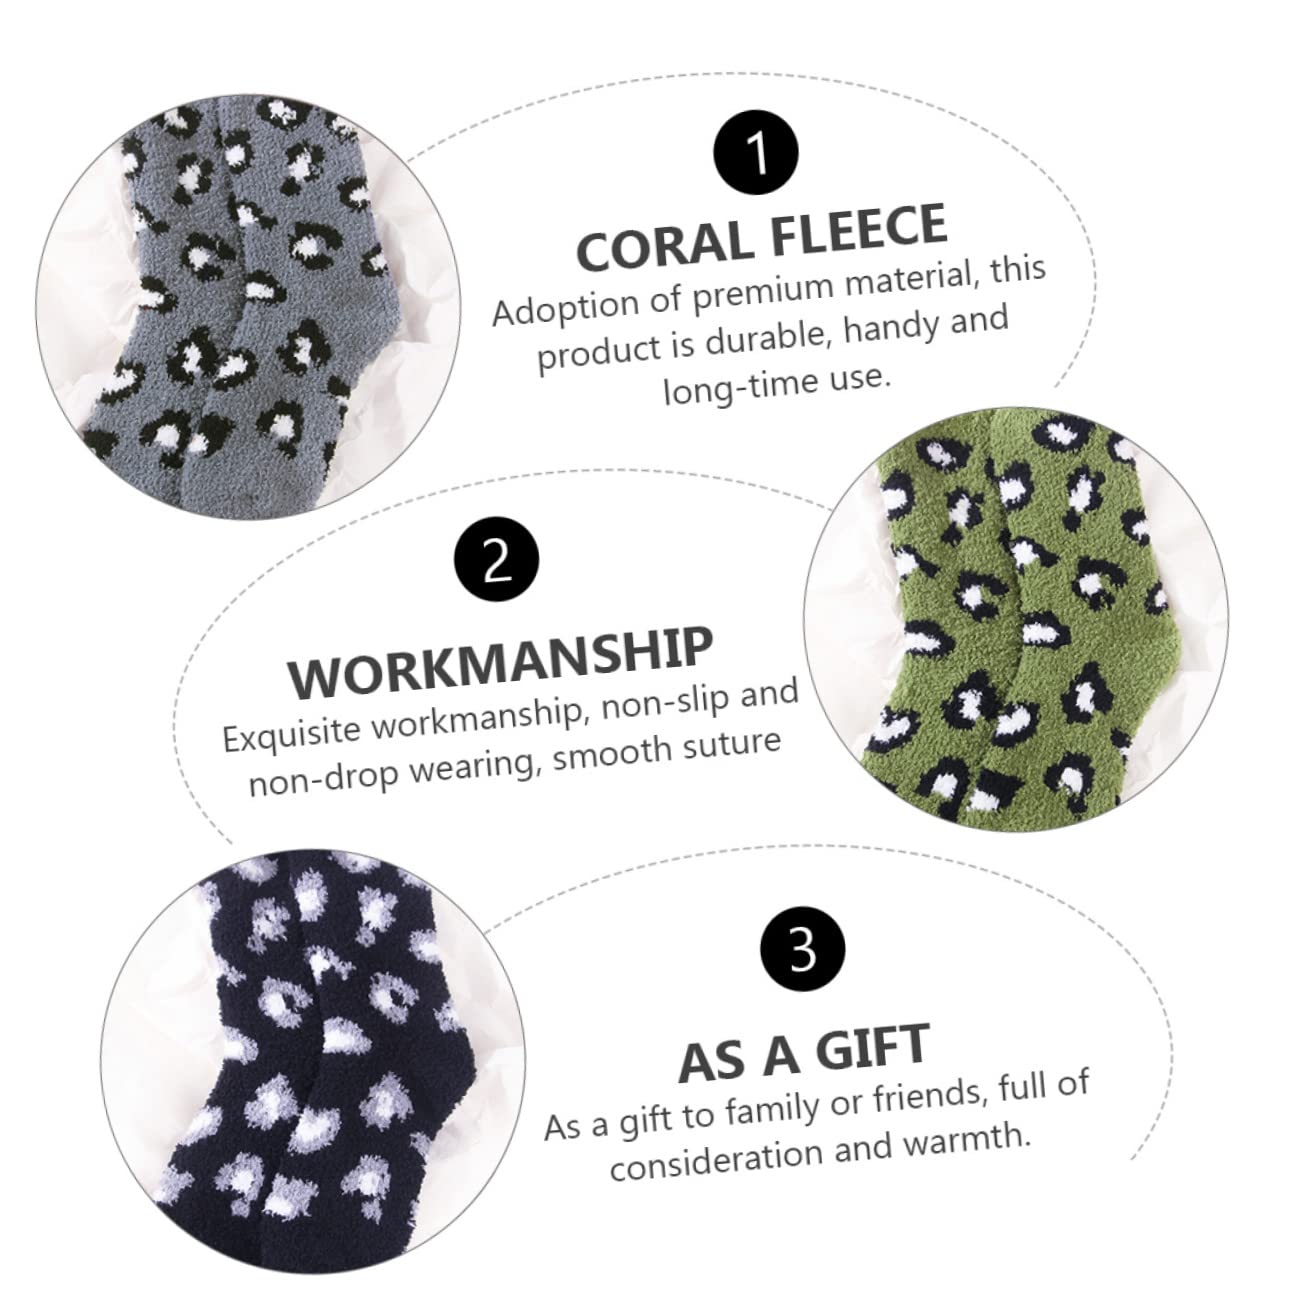 1
CORAL FLEECE
Adoption of premium material, this
product is durable, handy and
long-time use.
2
WORKMANSHIP
Exquisite workmanship, non-slip and
non-drop wearing, smooth suture
3
AS A GIFT
As a gift to family or friends, full of
consideration and warmth.